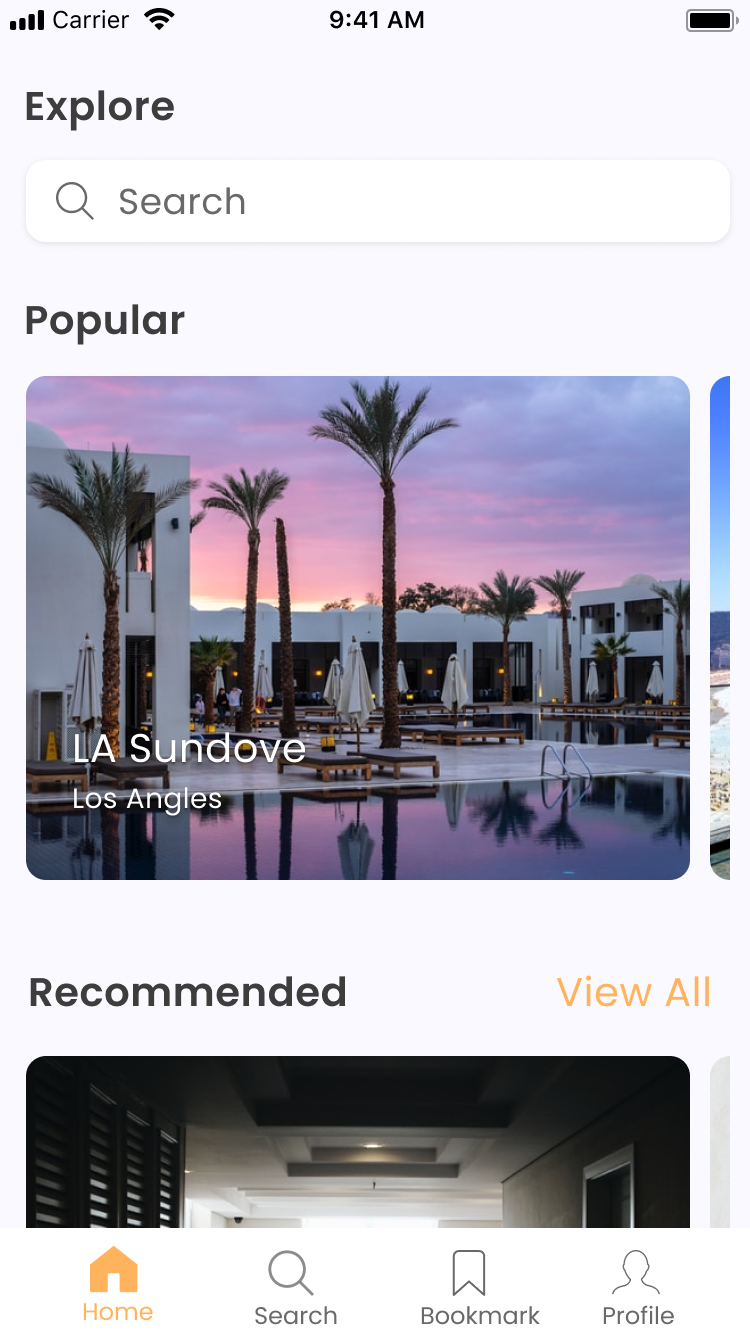 Carrier 9:41 AM
Explore
Search
Popular
LA Sundove
Los Angles
Recommended View All
Home Search Bookmark Profile